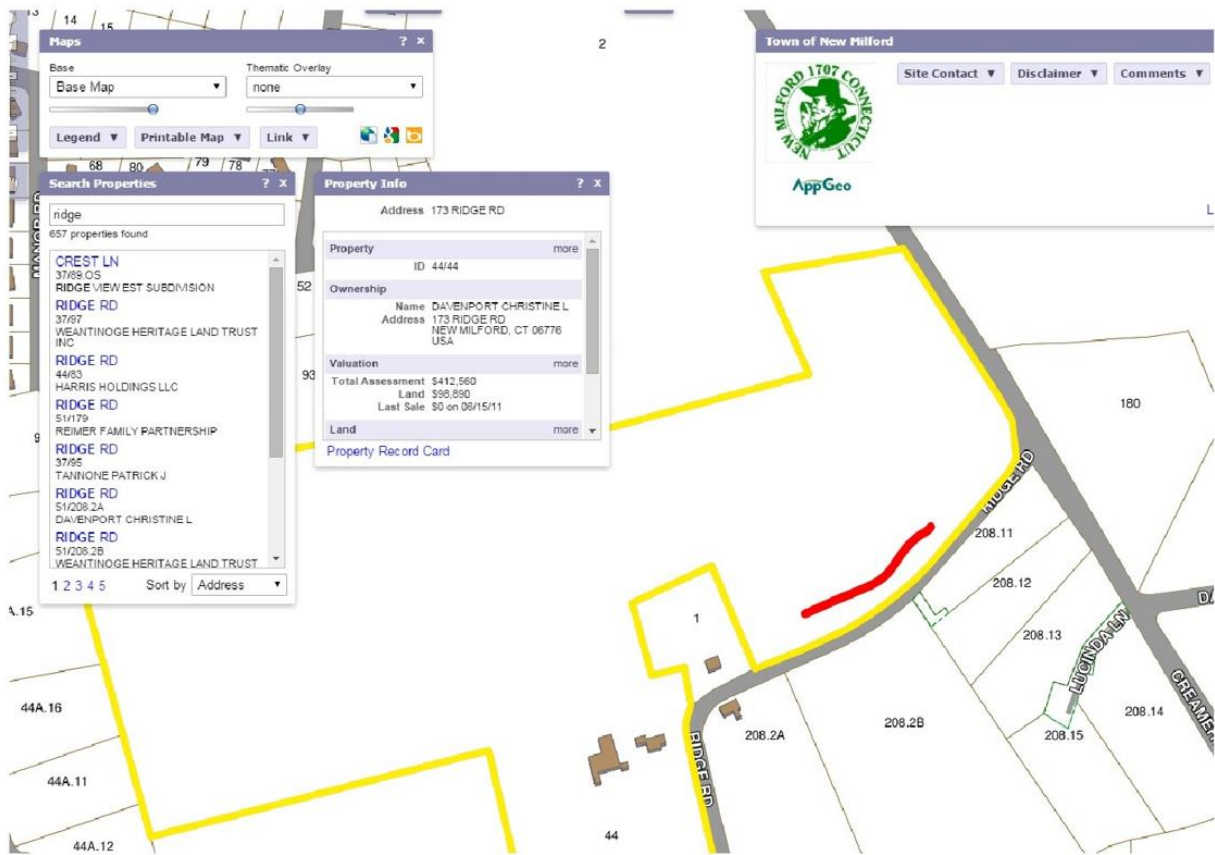 13
14
15
2
Maps ? x
Base
Base Map
Thematic Overlay
none
Legend ▼ Printable Map ▼ Link ▼
68 80 79 78
MANOR RD
Search Properties ? X
ridge
657 properties found
CREST LN
37/89.OS
RIDGE VIEW EST SUBDIVISION
RIDGE RD
37/97
WEANTINOGE HERITAGE LAND TRUST
INC
RIDGE RD
44/83
HARRIS HOLDINGS LLC
RIDGE RD
51/179
REIMER FAMILY PARTNERSHIP
RIDGE RD
37/95
TANNONE PATRICK J
RIDGE RD
51/208.2A
DAVENPORT CHRISTINE L
RIDGE RD
51/208.2B
WEANTINOGE HERITAGE LAND TRUST
1 2 3 4 5 Sort by Address
52
93
Property Info ? X
Address 173 RIDGE RD
Property more
ID 44/44
Ownership
Name DAVENPORT CHRISTINE L
Address 173 RIDGE RD
NEW MILFORD, CT 06776
USA
Valuation more
Total Assessment $412,560
Land $98,890
Last Sale $0 on 06/15/11
Land more
Property Record Card
Town of New Milford
NEW MILFORD 1707 CONNECTICUT
AppGeo
Site Contact ▼ Disclaimer ▼ Comments ▼
L
180
RIDGE RD
208.11
208.12
208.13
LUCINDA LN
208.14
208.15
CREAMER
DA
1
208.2A
208.2B
RIDGE RD
44
A.15
44A.16
44A.11
44A.12